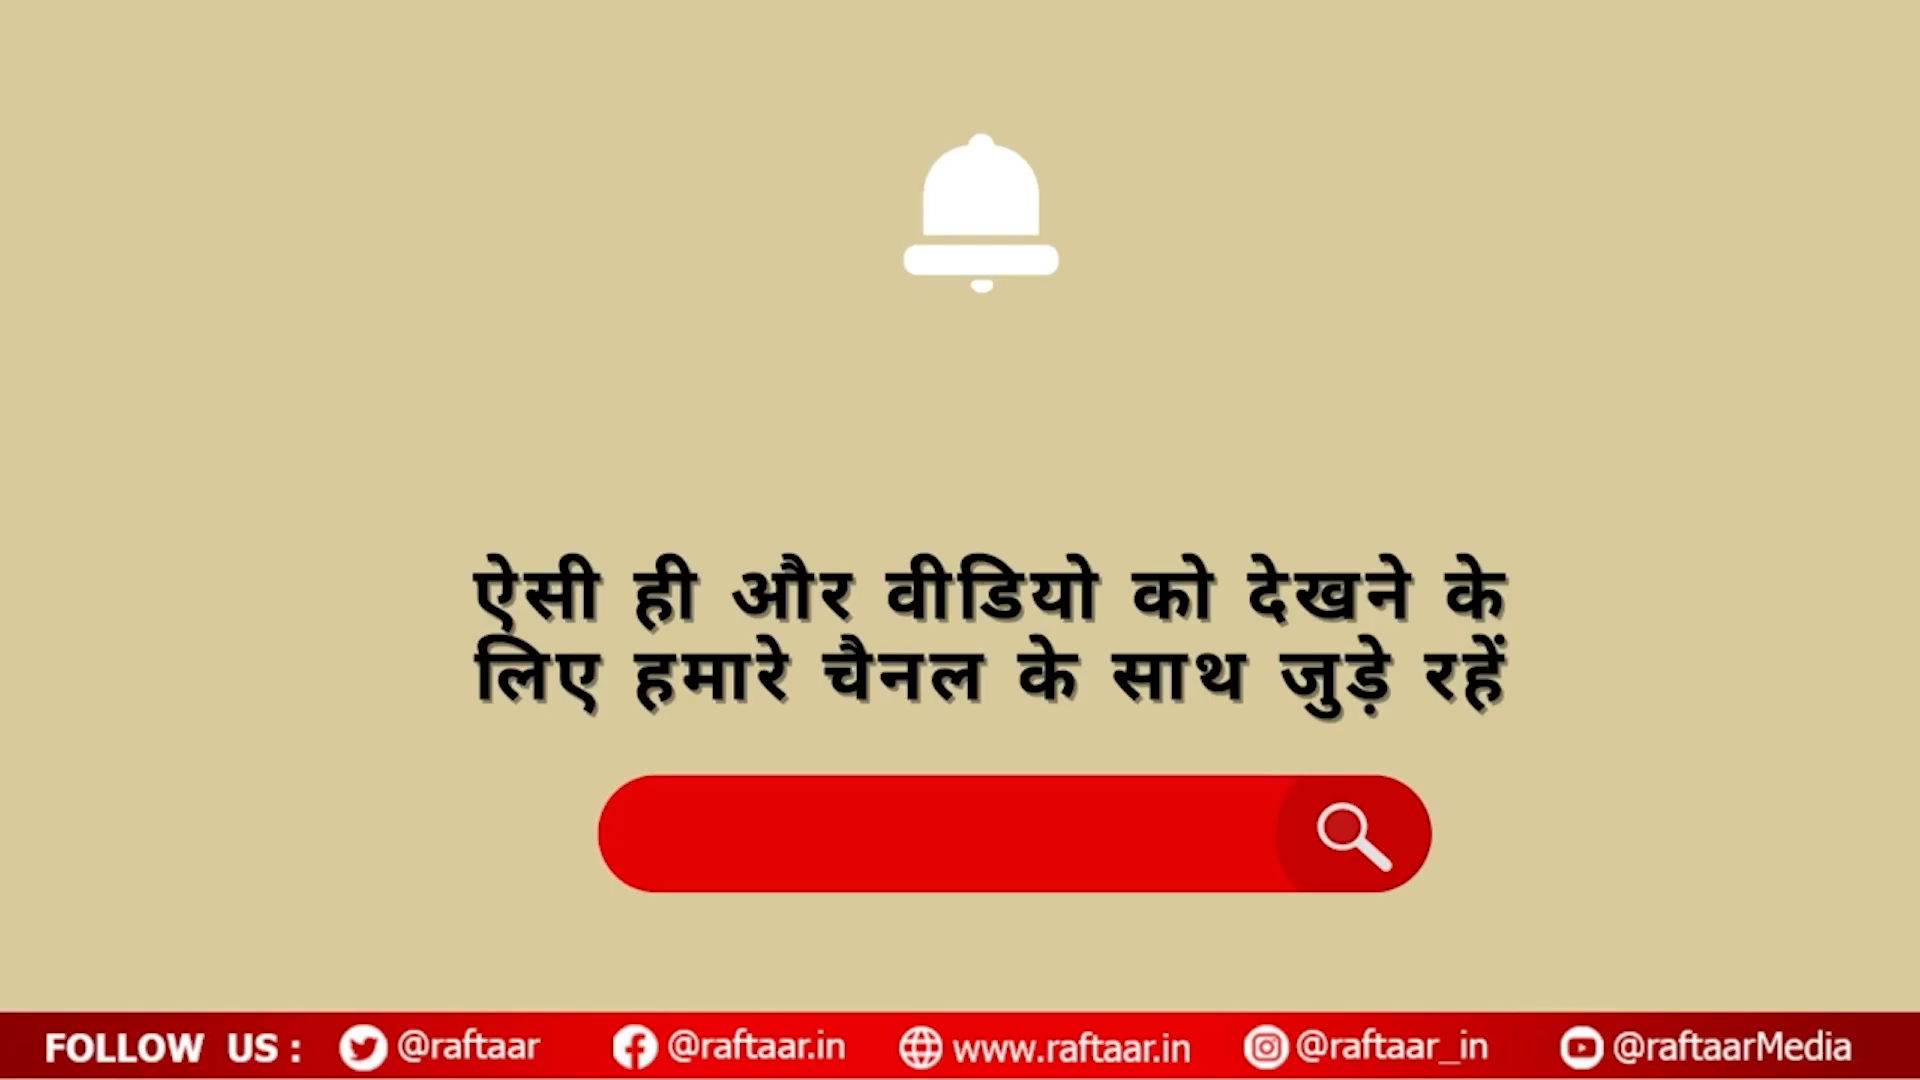 ऐसी ही और वीडियो को देखने के
लिए हमारे चैनल के साथ जुड़े रहें
FOLLOW US : @raftaar @raftaar.in www.raftaar.in @raftaar_in @raftaarMedia